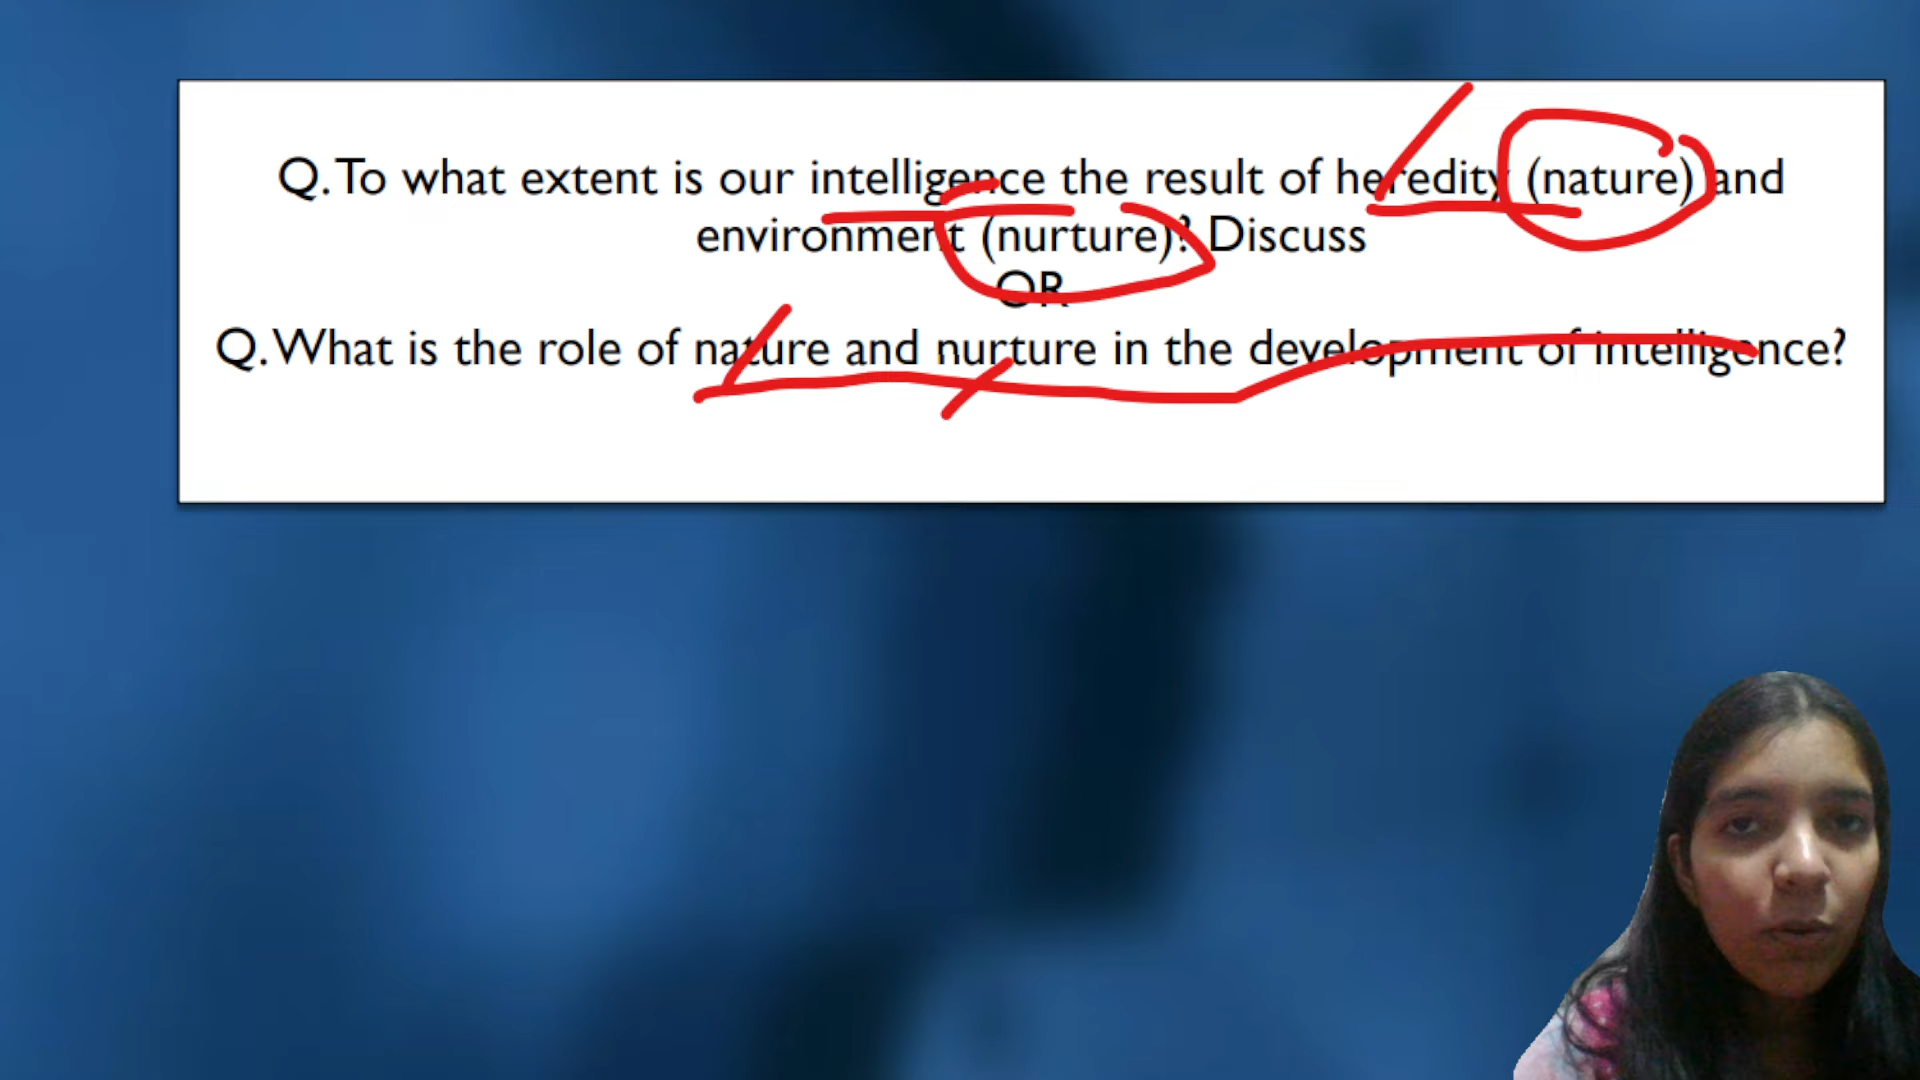 Q. To what extent is our intelligence the result of heredity (nature) and
environment (nurture)? Discuss
OR
Q. What is the role of nature and nurture in the development of intelligence?